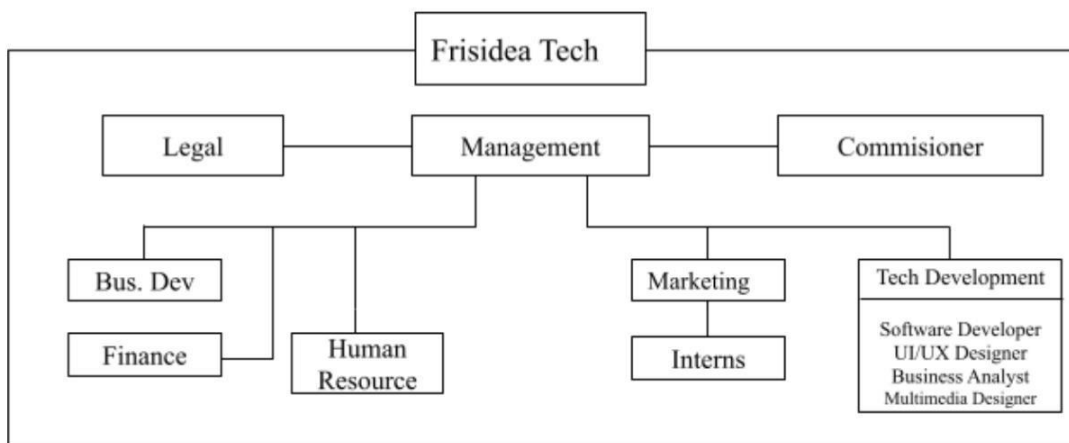 Frisidea Tech
Legal
Management
Commisioner
Bus. Dev
Marketing
Tech Development
Finance
Human
Resource
Interns
Software Developer
UI/UX Designer
Business Analyst
Multimedia Designer